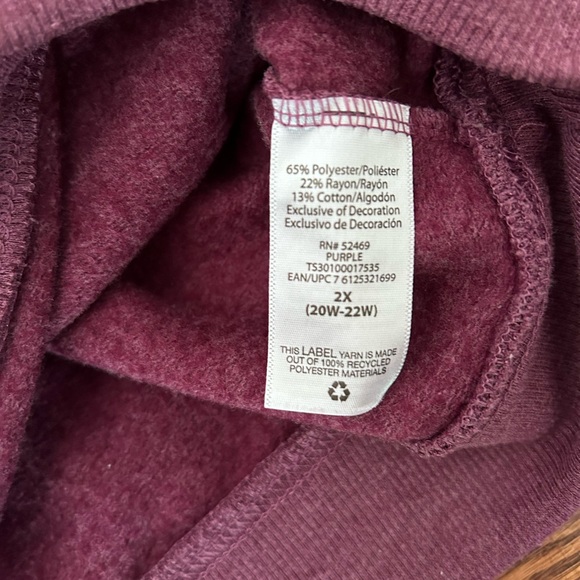 65% Polyester/Poliéster
22% Rayon/Rayón
13% Cotton/Algodón
Exclusive of Decoration
Exclusivo de Decoración
RN# 52469
PURPLE
TS30100017535
EAN/UPC 7 6125321699
2X
(20W-22W)
THIS LABEL YARN IS MADE
OUT OF 100% RECYCLED
POLYESTER MATERIALS